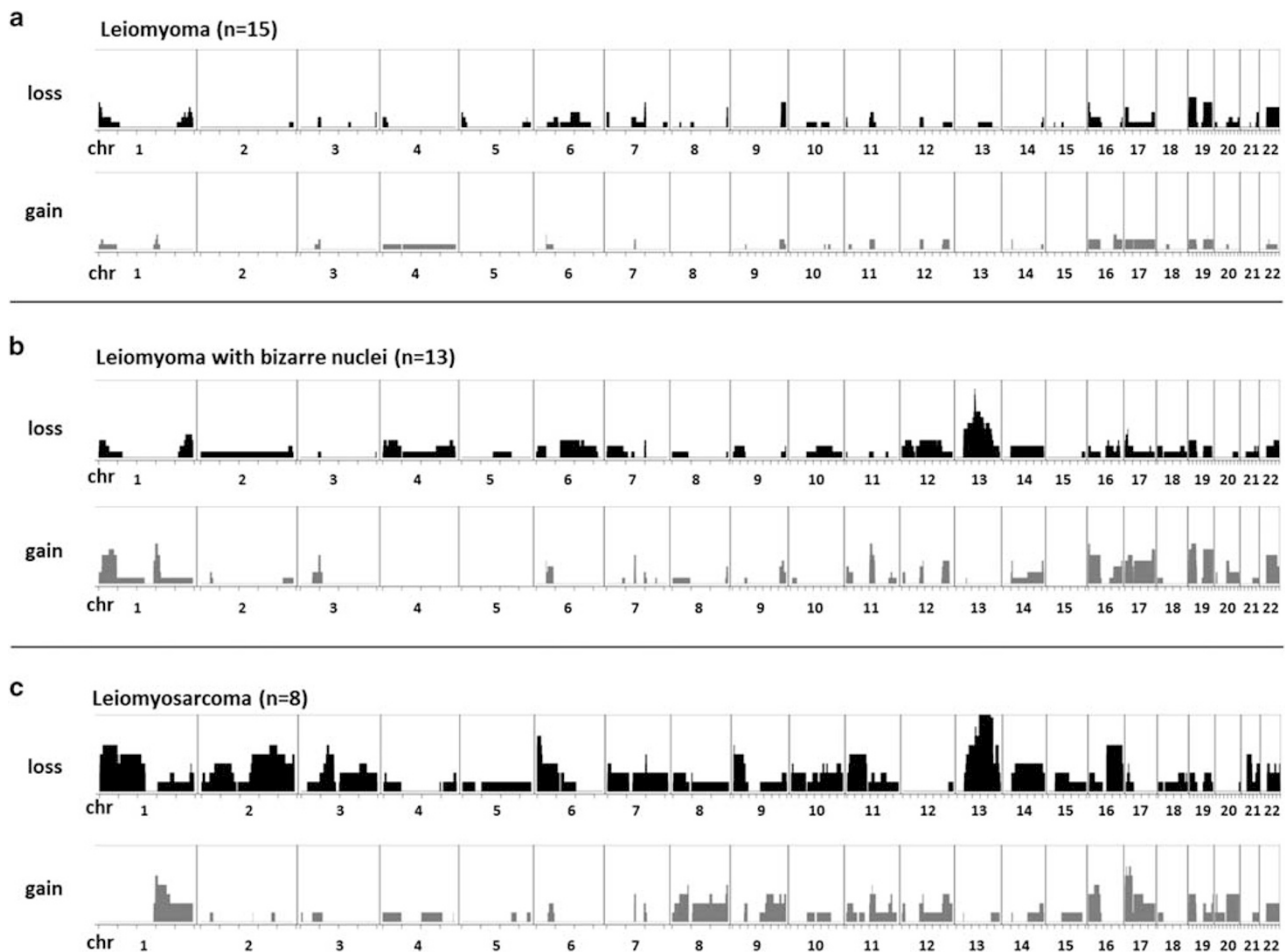 a
Leiomyoma (n=15)
loss
chr 1 2 3 4 5 6 7 8 9 10 11 12 13 14 15 16 17 18 19 20 21 22
gain
chr 1 2 3 4 5 6 7 8 9 10 11 12 13 14 15 16 17 18 19 20 21 22
b
Leiomyoma with bizarre nuclei (n=13)
loss
chr 1 2 3 4 5 6 7 8 9 10 11 12 13 14 15 16 17 18 19 20 21 22
gain
chr 1 2 3 4 5 6 7 8 9 10 11 12 13 14 15 16 17 18 19 20 21 22
c
Leiomyosarcoma (n=8)
loss
chr 1 2 3 4 5 6 7 8 9 10 11 12 13 14 15 16 17 18 19 20 21 22
gain
chr 1 2 3 4 5 6 7 8 9 10 11 12 13 14 15 16 17 18 19 20 21 22